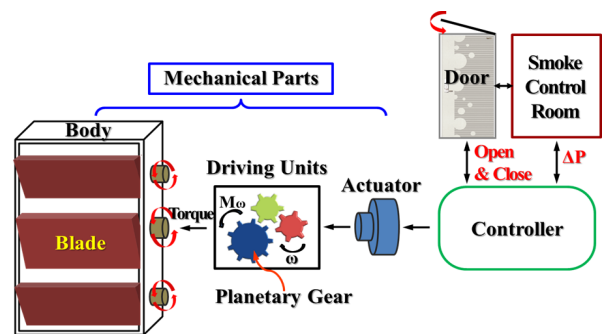 Mechanical Parts
Door
Smoke
Control
Room
Body
Open
& Close
ΔP
Driving Units
Actuator
Mω
Torque
ω
Blade
Controller
Planetary Gear